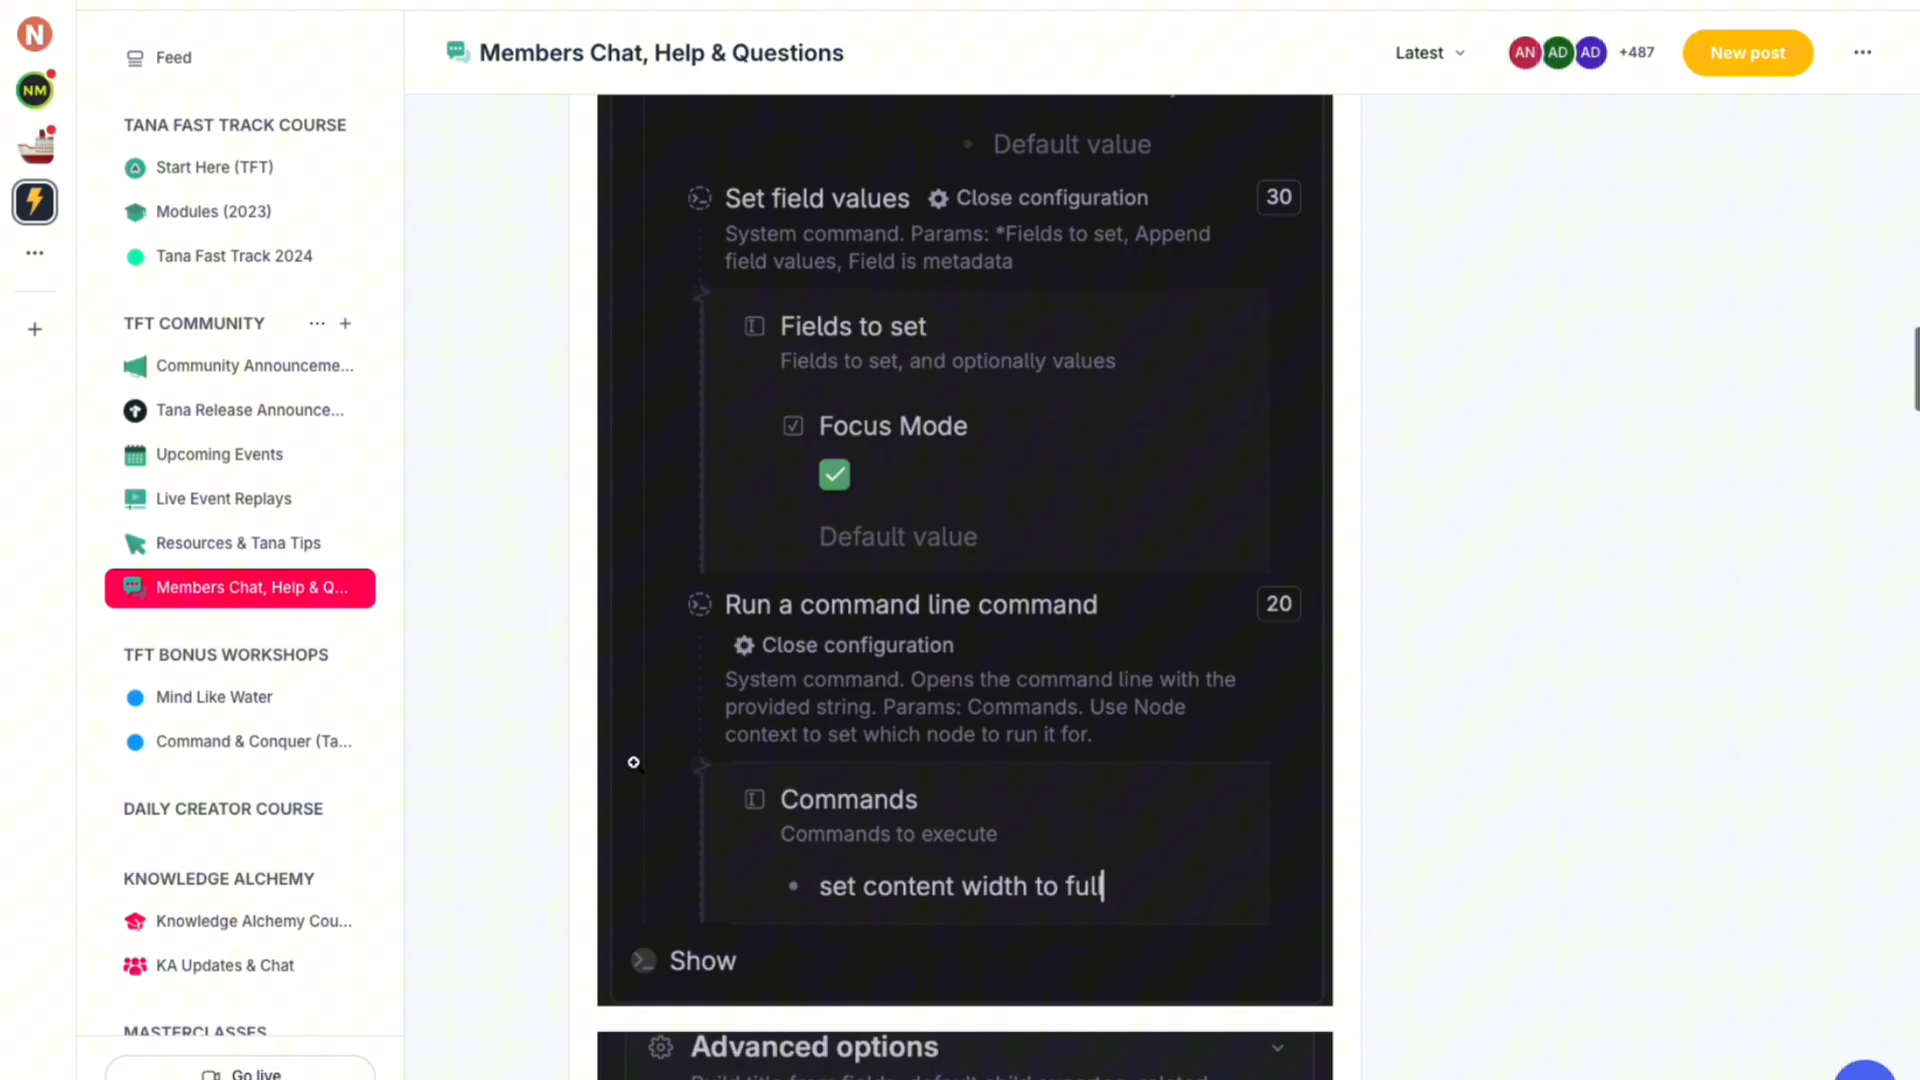 N
NM
Feed
TANA FAST TRACK COURSE
Start Here (TFT)
Modules (2023)
Tana Fast Track 2024
TFT COMMUNITY
Community Announceme...
Tana Release Announce...
Upcoming Events
Live Event Replays
Resources & Tana Tips
Members Chat, Help & Q...
TFT BONUS WORKSHOPS
Mind Like Water
Command & Conquer (Ta...
DAILY CREATOR COURSE
KNOWLEDGE ALCHEMY
Knowledge Alchemy Cou...
KA Updates & Chat
MASTERCLASSES
Go live
Members Chat, Help & Questions
Latest
AN AD AD +487
New post
Default value
Set field values Close configuration 30
System command. Params: *Fields to set, Append
field values, Field is metadata
Fields to set
Fields to set, and optionally values
Focus Mode
Default value
Run a command line command 20
Close configuration
System command. Opens the command line with the
provided string. Params: Commands. Use Node
context to set which node to run it for.
Commands
Commands to execute
set content width to full
Show
Advanced options